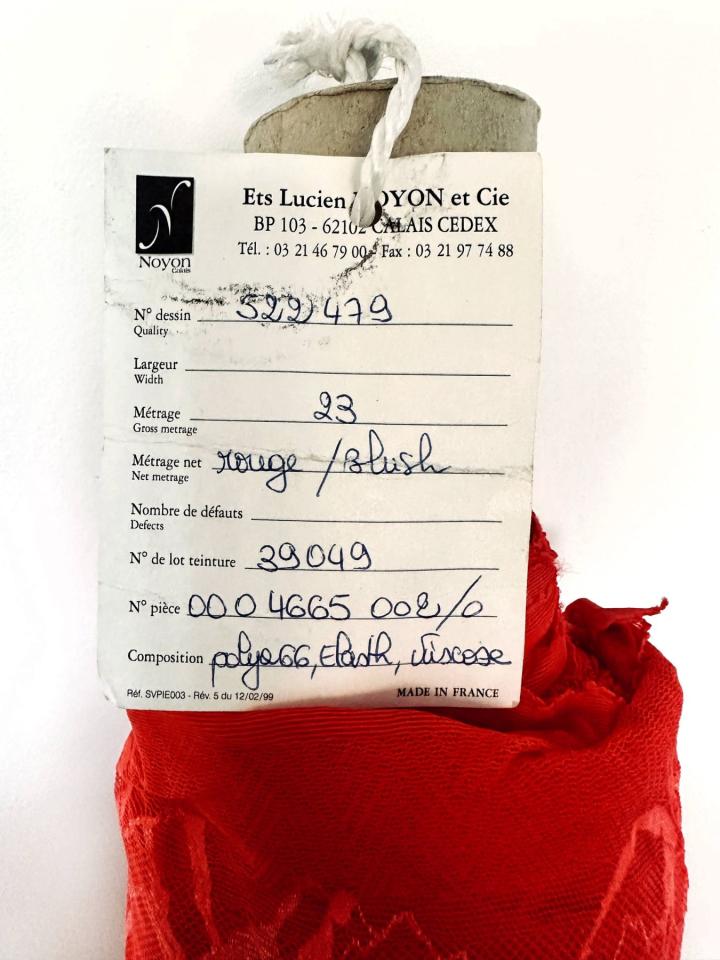 Noyon
Calais
Ets Lucien NOYON et Cie
BP 103 - 62102 CALAIS CEDEX
Tél. : 03 21 46 79 00 - Fax : 03 21 97 74 88
N° dessin 522 479
Quality
Largeur
Width
Métrage 23
Gross metrage
Métrage net rouge / Blush
Net metrage
Nombre de défauts
Defects
N° de lot teinture 39049
N° pièce 000 4665 002/0
Composition polya66, Elasth, viscose
Réf. SVPIE003 - Rév. 5 du 12/02/99 MADE IN FRANCE